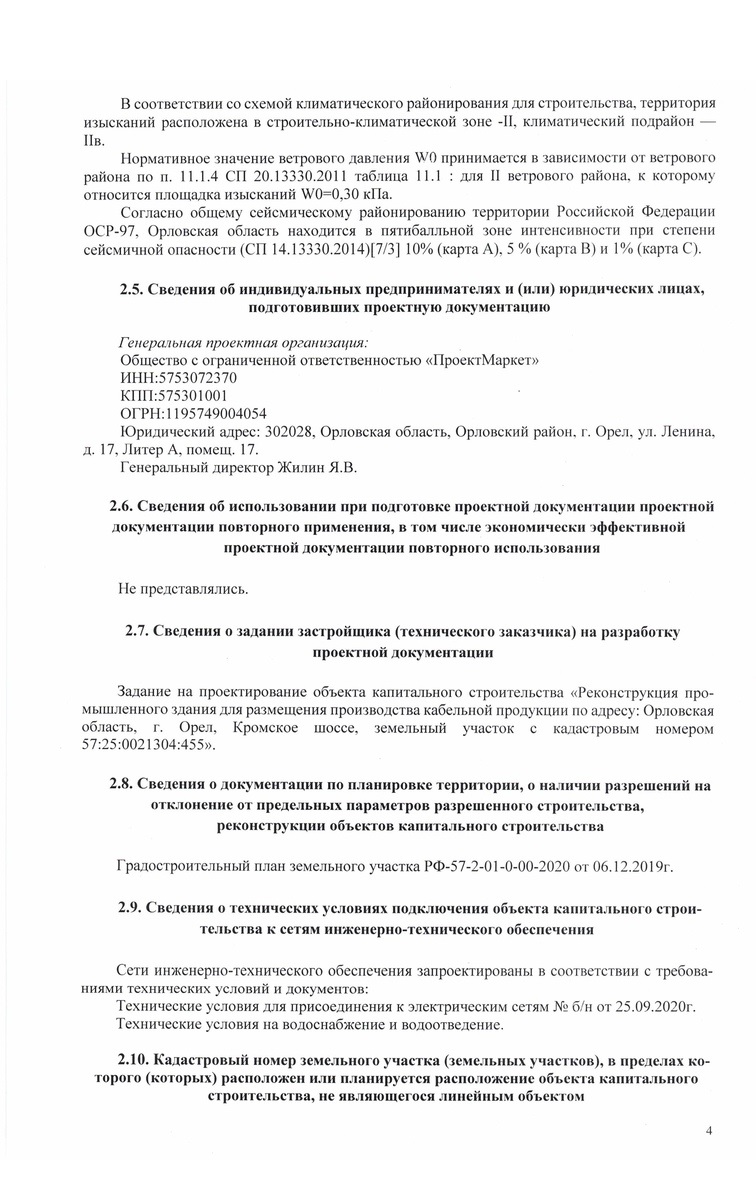 В соответствии со схемой климатического районирования для строительства, территория
изысканий расположена в строительно-климатической зоне -II, климатический подрайон —
IIв.
Нормативное значение ветрового давления W0 принимается в зависимости от ветрового
района по п. 11.1.4 СП 20.13330.2011 таблица 11.1 : для II ветрового района, к которому
относится площадка изысканий W0=0,30 кПа.
Согласно общему сейсмическому районированию территории Российской Федерации
ОСР-97, Орловская область находится в пятибалльной зоне интенсивности при степени
сейсмичной опасности (СП 14.13330.2014)[7/3] 10% (карта А), 5 % (карта В) и 1% (карта С).
2.5. Сведения об индивидуальных предпринимателях и (или) юридических лицах,
подготовивших проектную документацию
Генеральная проектная организация:
Общество с ограниченной ответственностью «ПроектМаркет»
ИНН:5753072370
КПП:575301001
ОГРН:1195749004054
Юридический адрес: 302028, Орловская область, Орловский район, г. Орел, ул. Ленина,
д. 17, Литер А, помещ. 17.
Генеральный директор Жилин Я.В.
2.6. Сведения об использовании при подготовке проектной документации проектной
документации повторного применения, в том числе экономически эффективной
проектной документации повторного использования
Не представлялись.
2.7. Сведения о задании застройщика (технического заказчика) на разработку
проектной документации
Задание на проектирование объекта капитального строительства «Реконструкция про-
мышленного здания для размещения производства кабельной продукции по адресу: Орловская
область, г. Орел, Кромское шоссе, земельный участок с кадастровым номером
57:25:0021304:455».
2.8. Сведения о документации по планировке территории, о наличии разрешений на
отклонение от предельных параметров разрешенного строительства,
реконструкции объектов капитального строительства
Градостроительный план земельного участка РФ-57-2-01-0-00-2020 от 06.12.2019г.
2.9. Сведения о технических условиях подключения объекта капитального строи-
тельства к сетям инженерно-технического обеспечения
Сети инженерно-технического обеспечения запроектированы в соответствии с требова-
ниями технических условий и документов:
Технические условия для присоединения к электрическим сетям № б/н от 25.09.2020г.
Технические условия на водоснабжение и водоотведение.
2.10. Кадастровый номер земельного участка (земельных участков), в пределах ко-
торого (которых) расположен или планируется расположение объекта капитального
строительства, не являющегося линейным объектом
4